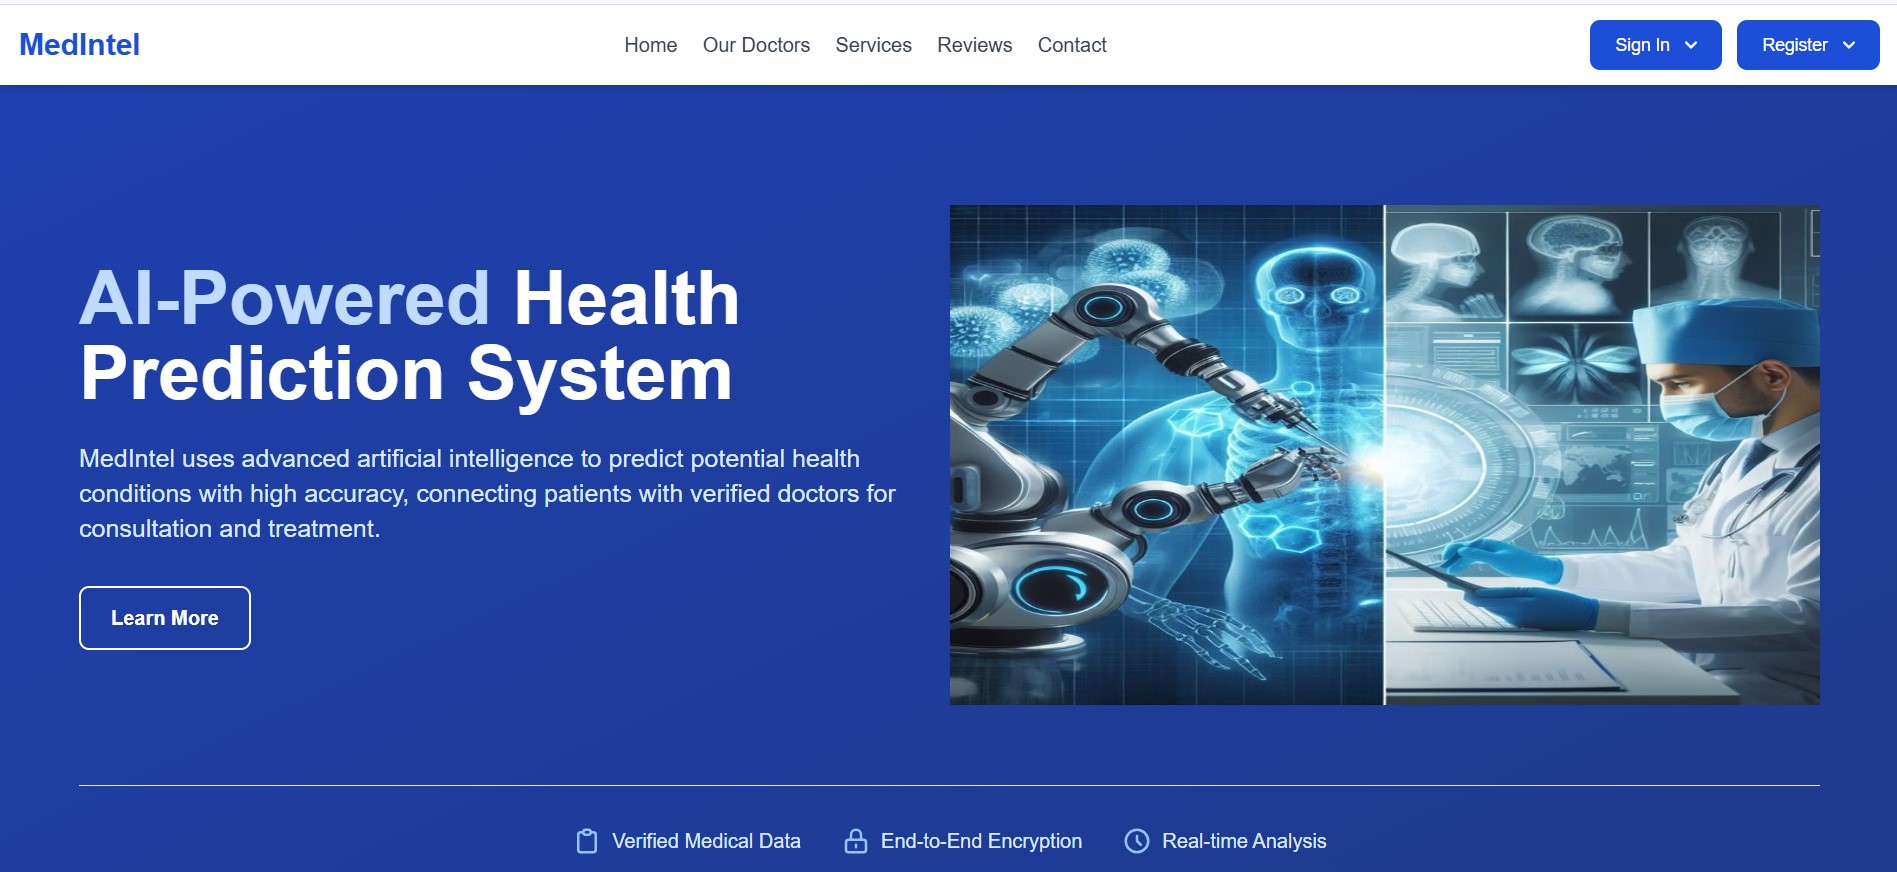 MedIntel
Home
Our Doctors
Services
Reviews
Contact
Sign In
Register
AI-Powered Health
Prediction System
MedIntel uses advanced artificial intelligence to predict potential health
conditions with high accuracy, connecting patients with verified doctors for
consultation and treatment.
Learn More
Verified Medical Data
End-to-End Encryption
Real-time Analysis